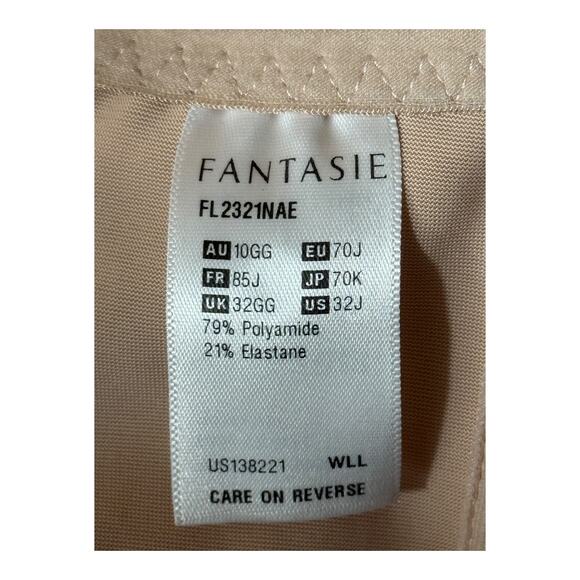 FANTASIE
FL2321NAE
AU 10GG EU 70J
FR 85J JP 70K
UK 32GG US 32J
79% Polyamide
21% Elastane
US138221 WLL
CARE ON REVERSE